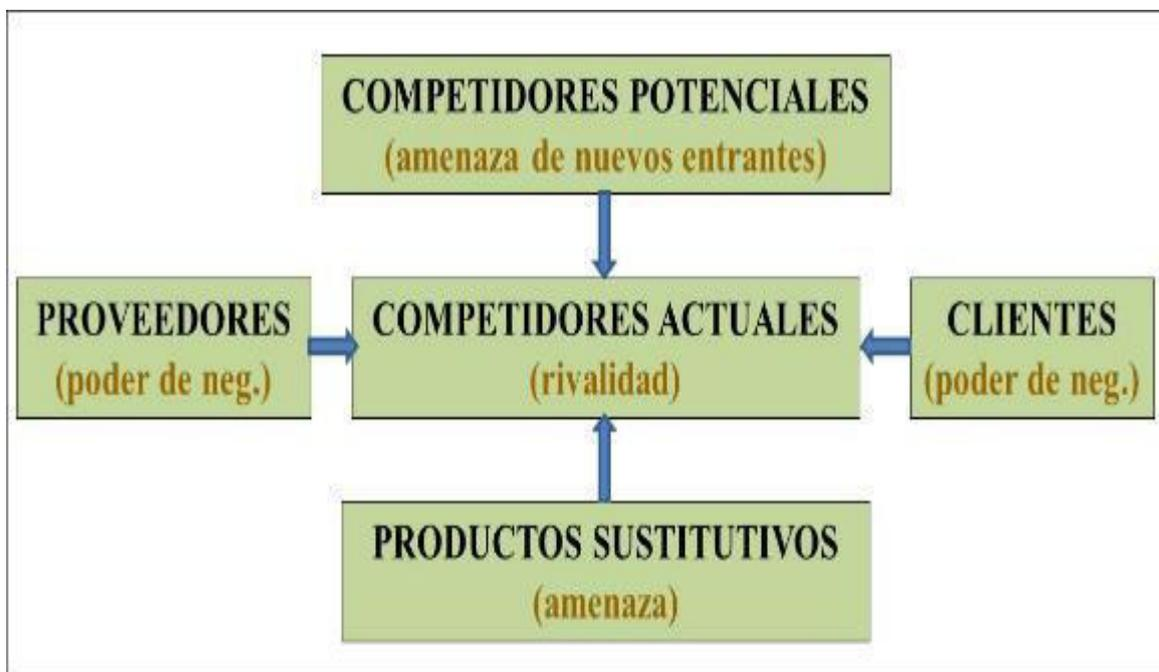 COMPETIDORES POTENCIALES
(amenaza de nuevos entrantes)
PROVEEDORES
(poder de neg.)
COMPETIDORES ACTUALES
(rivalidad)
CLIENTES
(poder de neg.)
PRODUCTOS SUSTITUTIVOS
(amenaza)